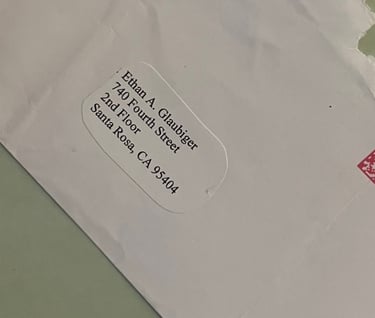 Ethan A. Glaubiger
740 Fourth Street
2nd Floor
Santa Rosa, CA 95404